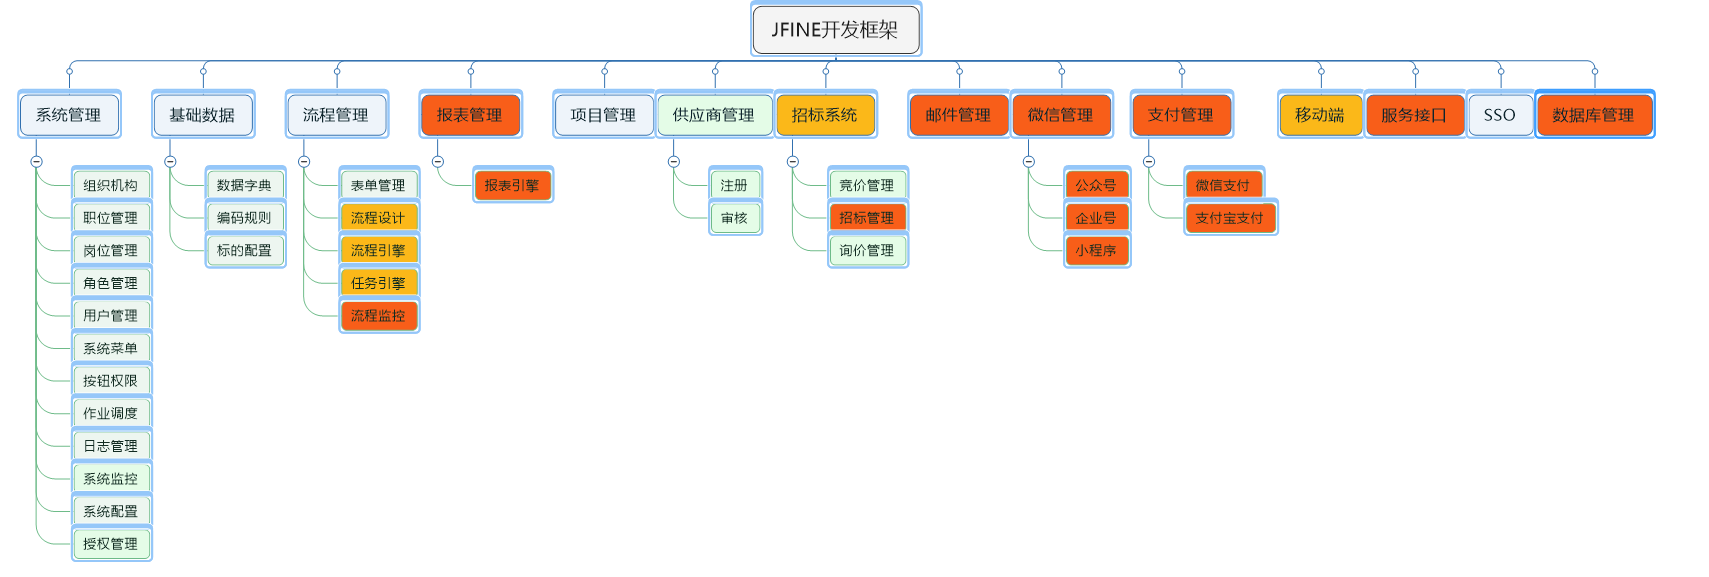 JFINE开发框架
系统管理
基础数据
流程管理
报表管理
项目管理
供应商管理
招标系统
邮件管理
微信管理
支付管理
移动端
服务接口
SSO
数据库管理
组织机构
职位管理
岗位管理
角色管理
用户管理
系统菜单
按钮权限
作业调度
日志管理
系统监控
系统配置
授权管理
数据字典
编码规则
标的配置
表单管理
流程设计
流程引擎
任务引擎
流程监控
报表引擎
注册
审核
竞价管理
招标管理
询价管理
公众号
企业号
小程序
微信支付
支付宝支付